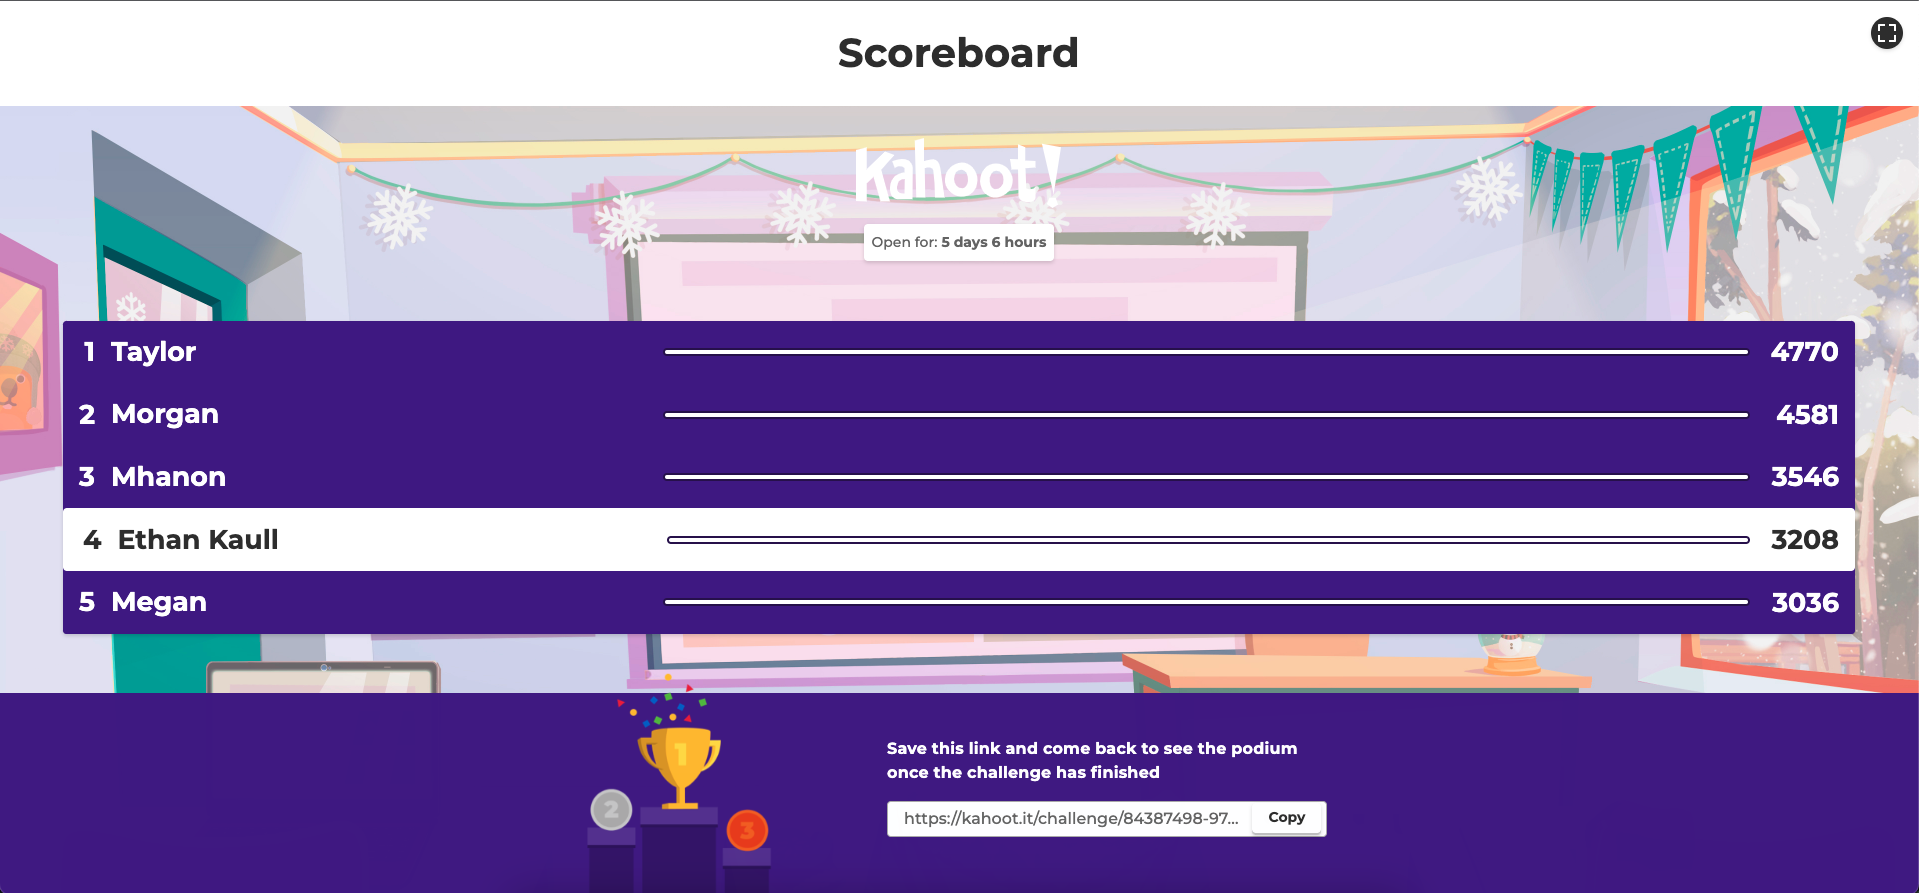 Scoreboard
Kahoot!
Open for: 5 days 6 hours
1 Taylor 4770
2 Morgan 4581
3 Mhanon 3546
4 Ethan Kaull 3208
5 Megan 3036
1
2
3
Save this link and come back to see the podium
once the challenge has finished
https://kahoot.it/challenge/84387498-97... Copy